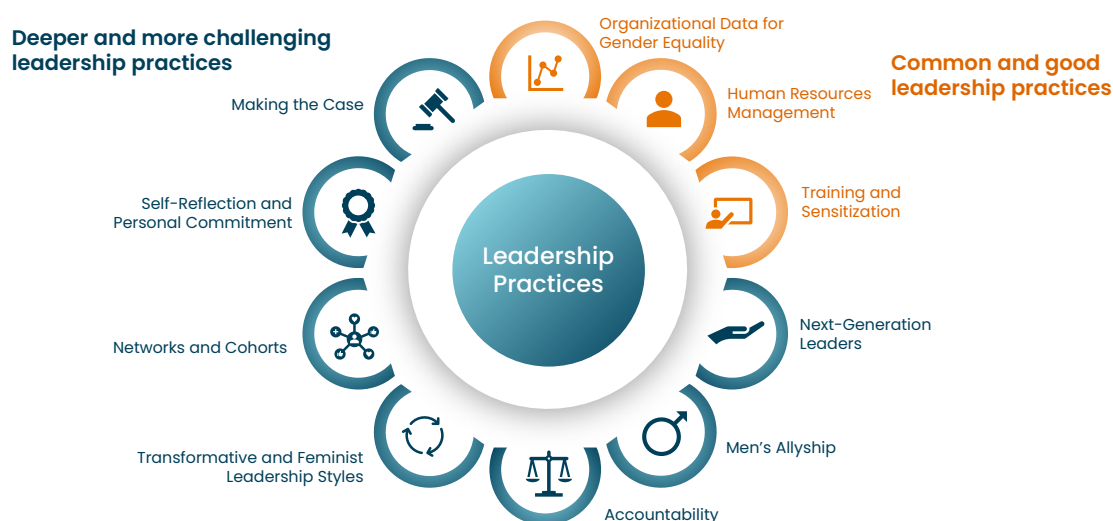 Deeper and more challenging
leadership practices
Organizational Data for
Gender Equality
Common and good
leadership practices
Human Resources
Management
Training and
Sensitization
Next-Generation
Leaders
Men’s Allyship
Accountability
Transformative and Feminist
Leadership Styles
Networks and Cohorts
Self-Reflection and
Personal Commitment
Making the Case
Leadership
Practices